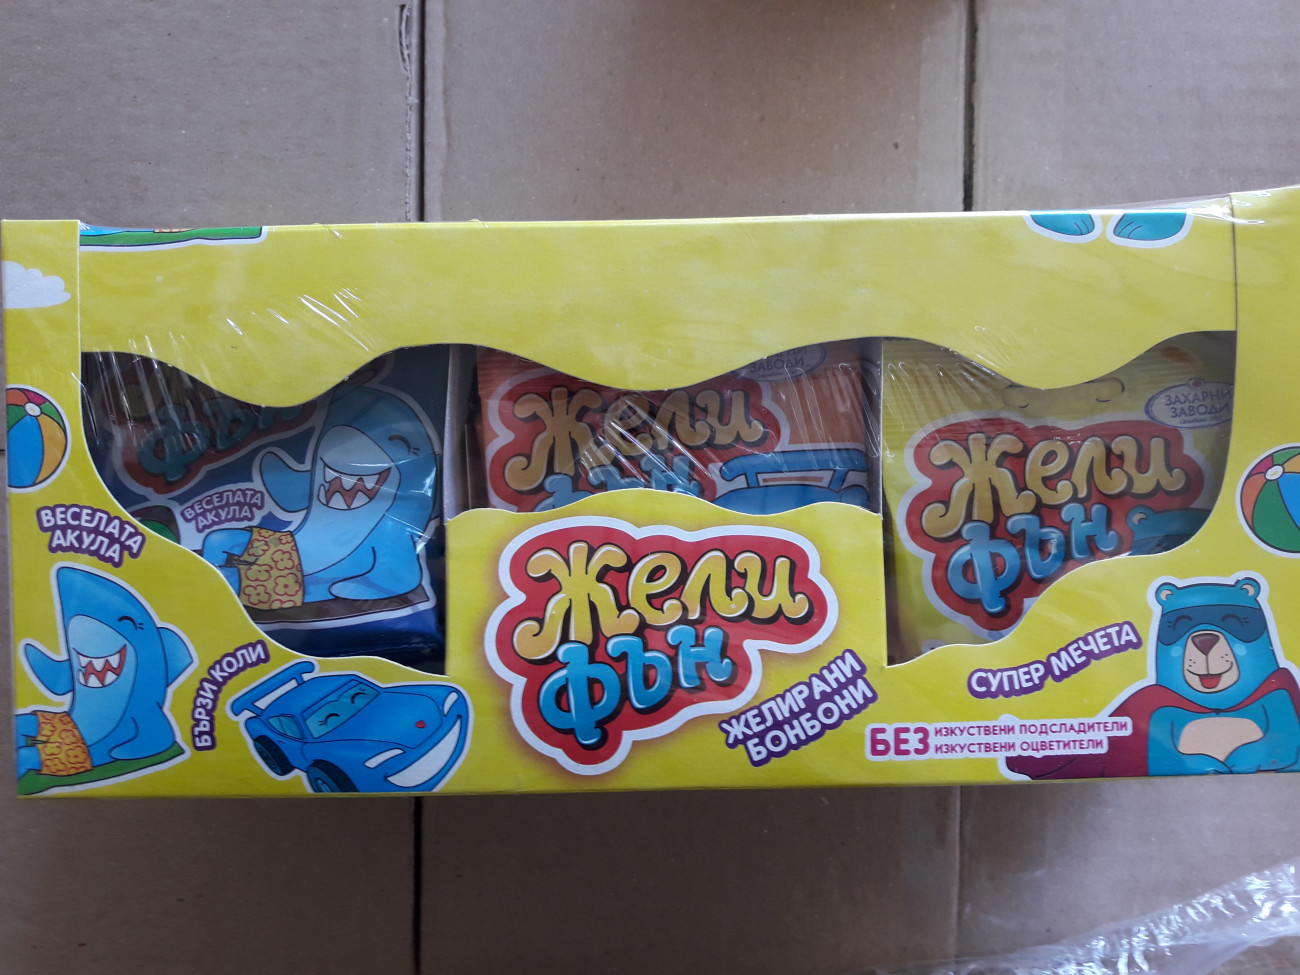 ФЪН
ВЕСЕЛАТА
АКУЛА
ЗАВОДИ
Жели
ФЪН
ЗАХАРНИ
ЗАВОДИ
Жели
ФЪН
ВЕСЕЛАТА
АКУЛА
БЪРЗИ КОЛИ
Жели
ФЪН
ЖЕЛИРАНИ
БОНБОНИ
СУПЕР МЕЧЕТА
БЕЗ ИЗКУСТВЕНИ ПОДСЛАДИТЕЛИ
ИЗКУСТВЕНИ ОЦВЕТИТЕЛИ